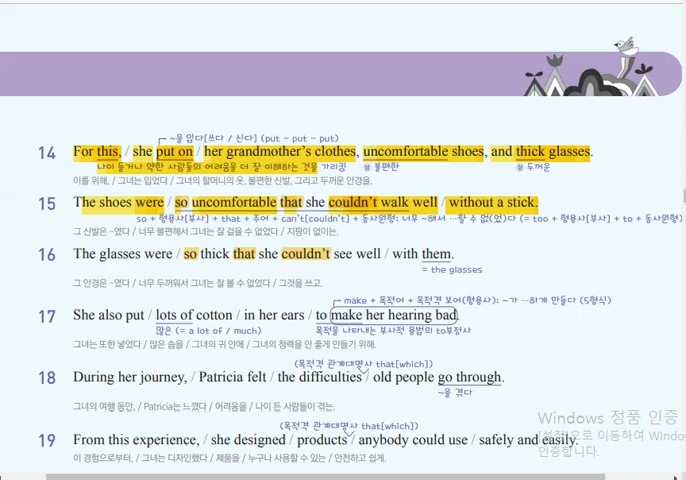 ~을 입다[쓰다 / 신다] (put - put - put)
14 For this, / she put on / her grandmother's clothes, uncomfortable shoes, and thick glasses.
나이 들거나 약한 사람들의 어려움을 더 잘 이해하는 것을 가리킴 불편한 두꺼운
이를 위해, / 그녀는 입었다 / 그녀의 할머니의 옷, 불편한 신발, 그리고 두꺼운 안경을.
15 The shoes were / so uncomfortable that she couldn't walk well / without a stick.
so + 형용사[부사] + that + 주어 + can't[couldn't] + 동사원형: 너무 ~해서 …할 수 없(었)다 (= too + 형용사[부사] + to + 동사원형)
그 신발은 ~였다 / 너무 불편해서 그녀는 잘 걸을 수 없었다 / 지팡이 없이는.
16 The glasses were / so thick that she couldn't see well / with them.
= the glasses
그 안경은 ~였다 / 너무 두꺼워서 그녀는 잘 볼 수 없었다 / 그것을 쓰고.
make + 목적어 + 목적격 보어(형용사): ~가 …하게 만들다 (5형식)
17 She also put / lots of cotton / in her ears / to make her hearing bad.
많은 (= a lot of / much) 목적을 나타내는 부사적 용법의 to부정사
그녀는 또한 넣었다 / 많은 솜을 / 그녀의 귀 안에 / 그녀의 청력을 안 좋게 만들기 위해.
(목적격 관계대명사 that[which])
18 During her journey, / Patricia felt / the difficulties / old people go through.
~을 겪다
그녀의 여행 동안, / Patricia는 느꼈다 / 어려움을 / 나이 든 사람들이 겪는.
(목적격 관계대명사 that[which])
19 From this experience, / she designed / products / anybody could use / safely and easily.
이 경험으로부터, / 그녀는 디자인했다 / 제품을 / 누구나 사용할 수 있는 / 안전하고 쉽게.
Windows 정품 인증
[설정]으로 이동하여 Windo
인증합니다.